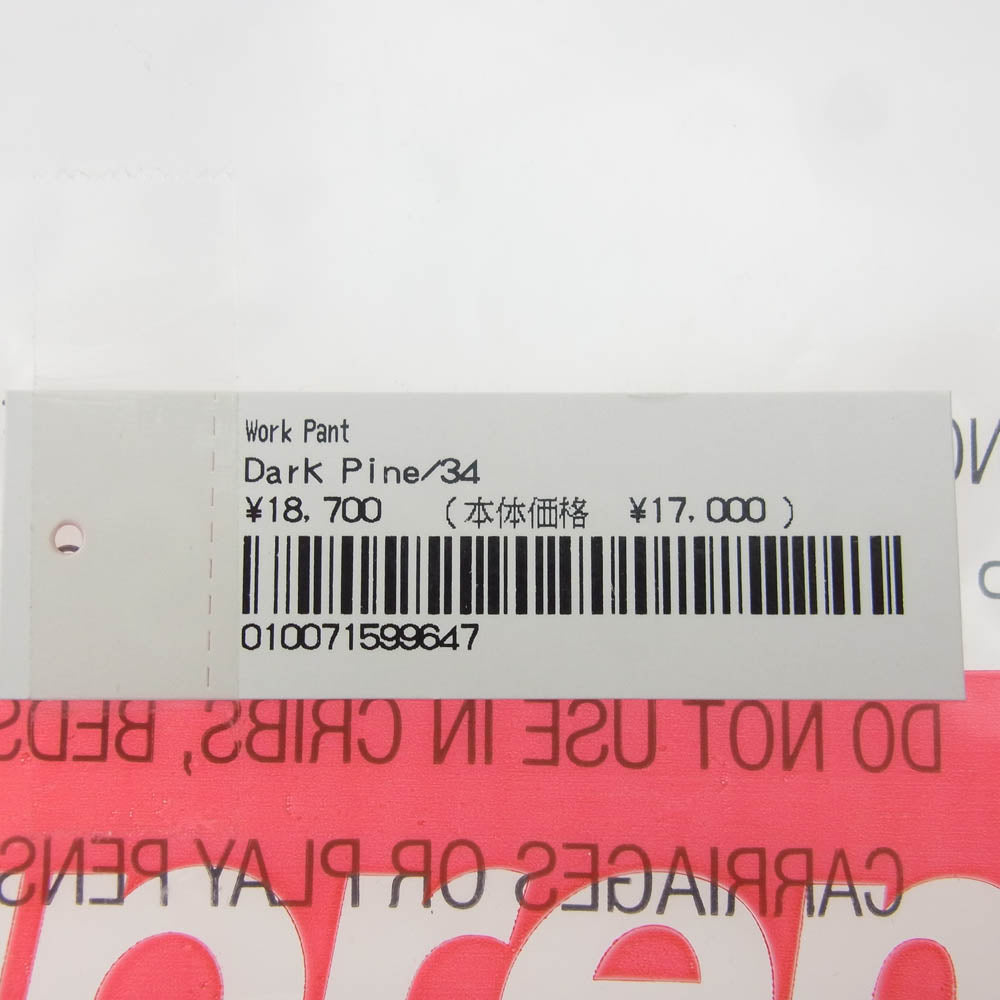 Work Pant
Dark Pine/34
¥18,700 (本体価格 ¥17,000)
010071599647
DO NOT USE IN CRIBS, BEDS
CARRIAGES OR PLAY PENS